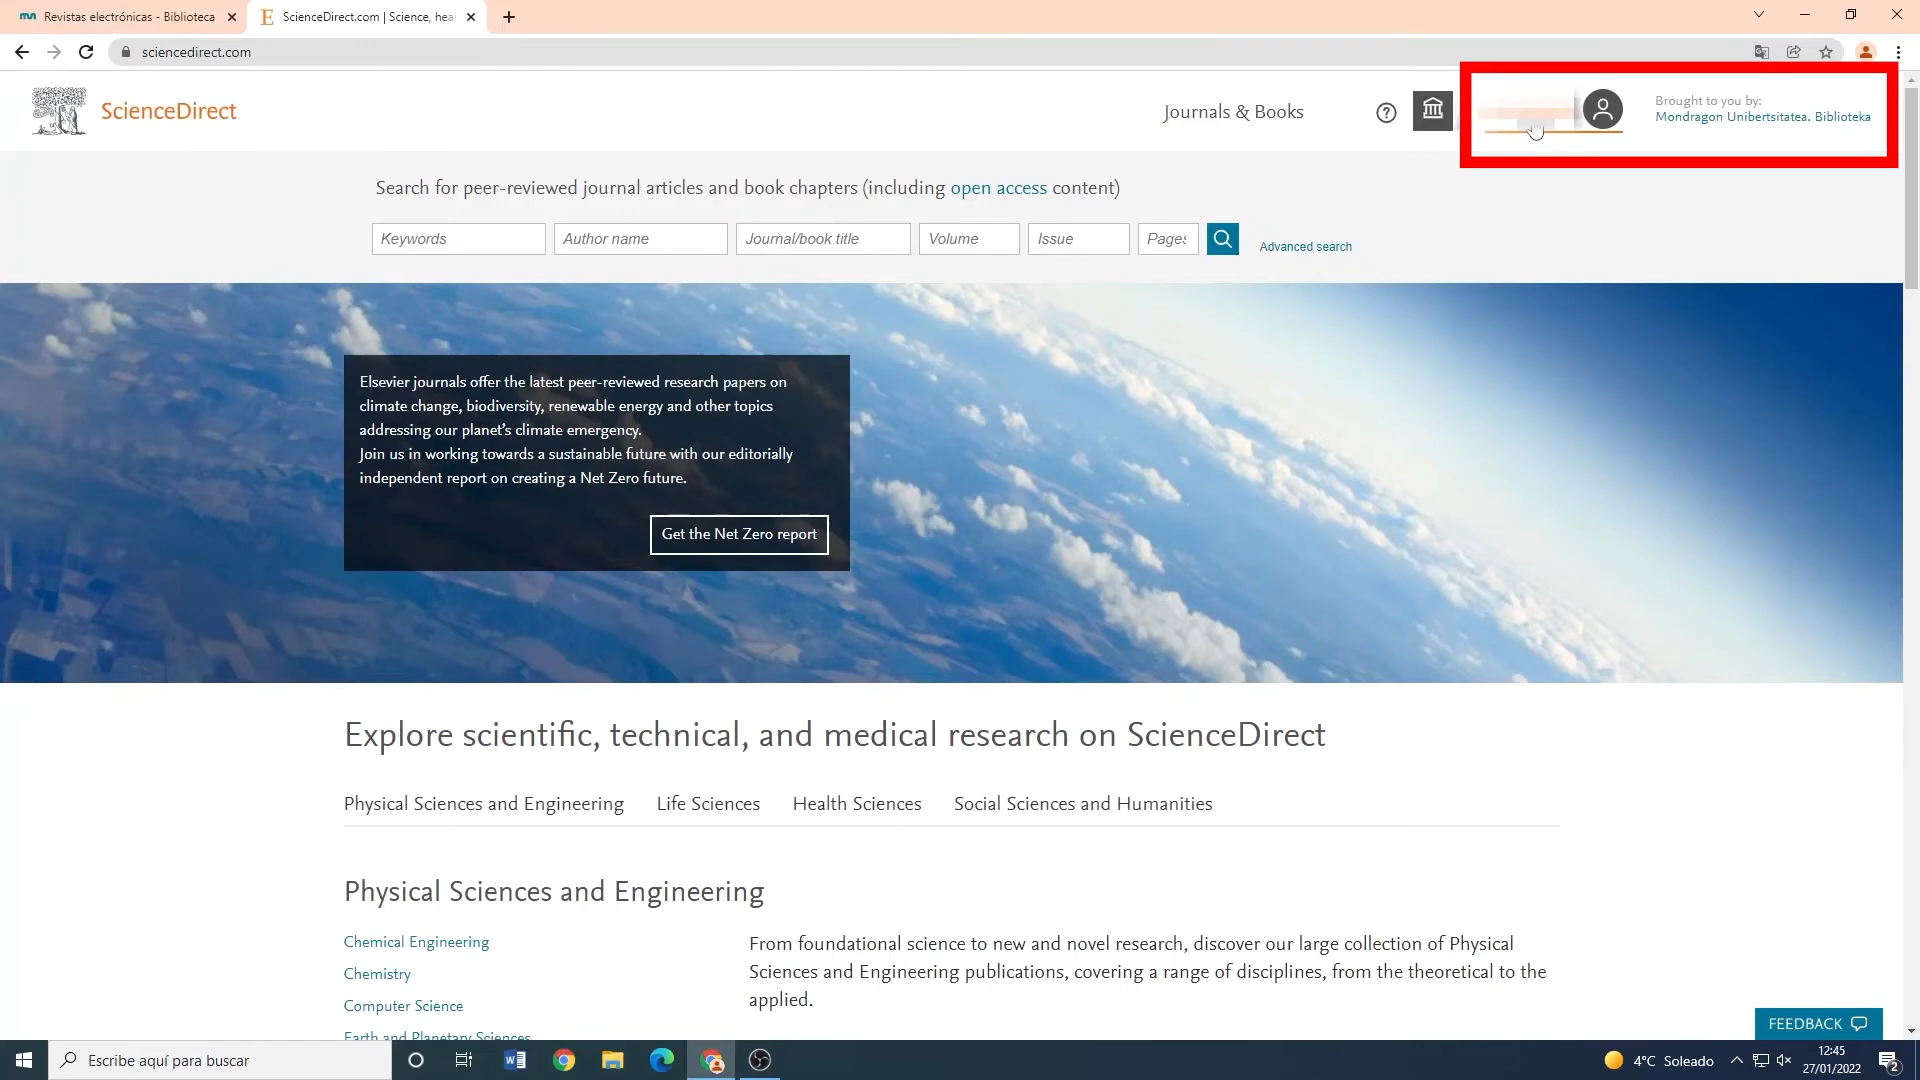 Revistas electrónicas - Biblioteca
ScienceDirect.com | Science, heal
sciencedirect.com
ScienceDirect
Journals & Books
Brought to you by:
Mondragon Unibertsitatea. Biblioteka
Search for peer-reviewed journal articles and book chapters (including open access content)
Keywords
Author name
Journal/book title
Volume
Issue
Pages
Advanced search
Elsevier journals offer the latest peer-reviewed research papers on
climate change, biodiversity, renewable energy and other topics
addressing our planet's climate emergency.
Join us in working towards a sustainable future with our editorially
independent report on creating a Net Zero future.
Get the Net Zero report
Explore scientific, technical, and medical research on ScienceDirect
Physical Sciences and Engineering
Life Sciences
Health Sciences
Social Sciences and Humanities
Physical Sciences and Engineering
Chemical Engineering
Chemistry
Computer Science
Earth and Planetary Sciences
From foundational science to new and novel research, discover our large collection of Physical
Sciences and Engineering publications, covering a range of disciplines, from the theoretical to the
applied.
FEEDBACK
Escribe aquí para buscar
4°C Soleado
12:45
27/01/2022
2